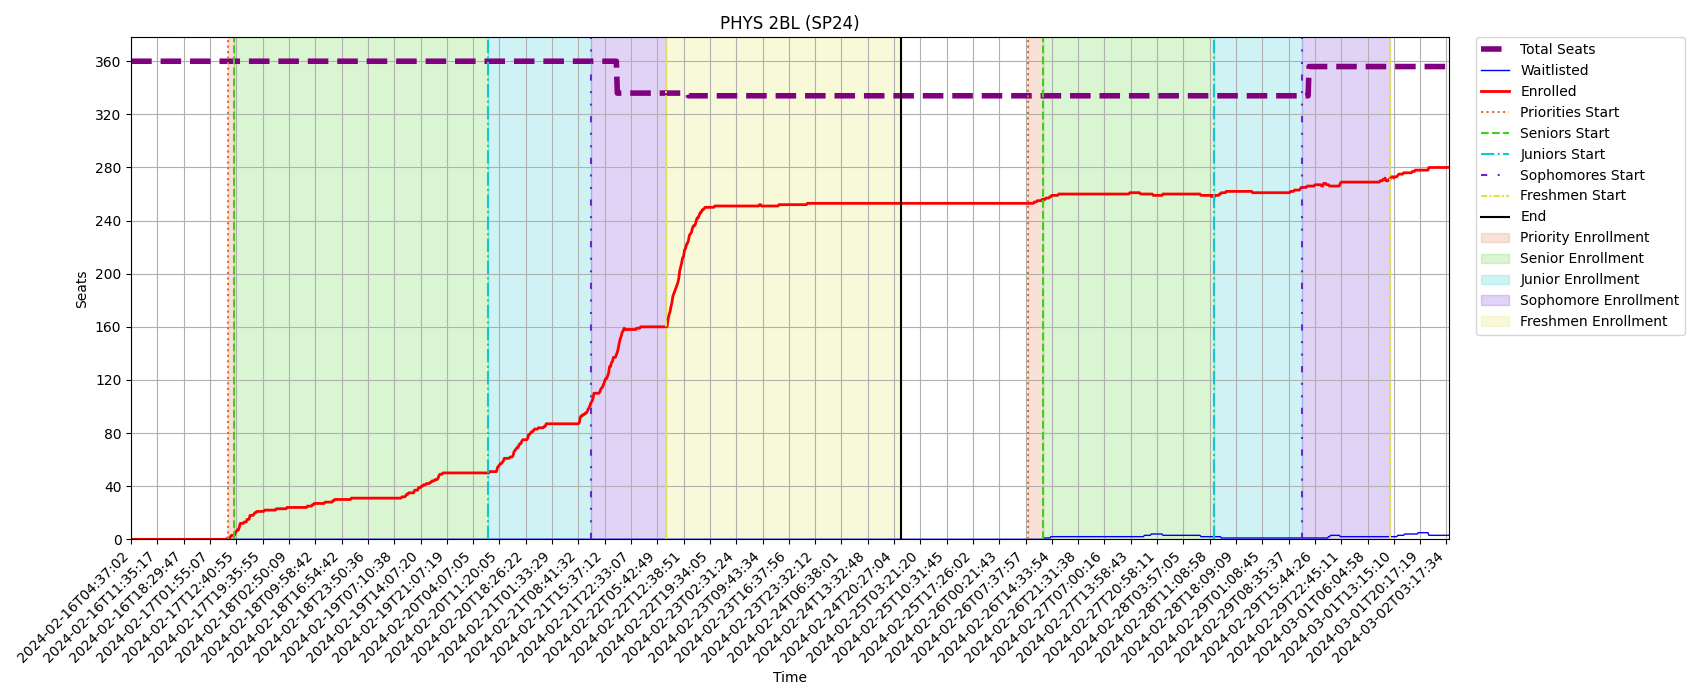 PHYS 2BL (SP24)
Seats
360
320
280
240
200
160
120
80
40
0
2024-02-16T04:37:02
2024-02-16T11:35:17
2024-02-16T18:29:47
2024-02-17T01:55:07
2024-02-17T12:40:55
2024-02-17T19:35:55
2024-02-18T02:50:09
2024-02-18T09:58:42
2024-02-18T16:54:42
2024-02-18T23:50:36
2024-02-19T07:10:38
2024-02-19T14:07:20
2024-02-19T21:07:19
2024-02-20T04:07:05
2024-02-20T11:20:05
2024-02-20T18:26:22
2024-02-21T01:33:29
2024-02-21T08:41:32
2024-02-21T15:37:12
2024-02-21T22:33:07
2024-02-22T05:42:49
2024-02-22T12:38:51
2024-02-22T19:34:05
2024-02-23T02:31:24
2024-02-23T09:43:34
2024-02-23T16:37:56
2024-02-23T23:32:12
2024-02-24T06:38:01
2024-02-24T13:32:48
2024-02-24T20:27:04
2024-02-25T03:21:20
2024-02-25T10:31:45
2024-02-25T17:26:02
2024-02-26T00:21:43
2024-02-26T07:37:57
2024-02-26T14:33:54
2024-02-26T21:31:38
2024-02-27T07:00:16
2024-02-27T13:58:43
2024-02-27T20:58:11
2024-02-28T03:57:05
2024-02-28T11:08:58
2024-02-28T18:09:09
2024-02-29T01:08:45
2024-02-29T08:35:37
2024-02-29T15:44:26
2024-02-29T22:45:11
2024-03-01T06:04:58
2024-03-01T13:15:10
2024-03-01T20:17:19
2024-03-02T03:17:34
Time
Total Seats
Waitlisted
Enrolled
Priorities Start
Seniors Start
Juniors Start
Sophomores Start
Freshmen Start
End
Priority Enrollment
Senior Enrollment
Junior Enrollment
Sophomore Enrollment
Freshmen Enrollment